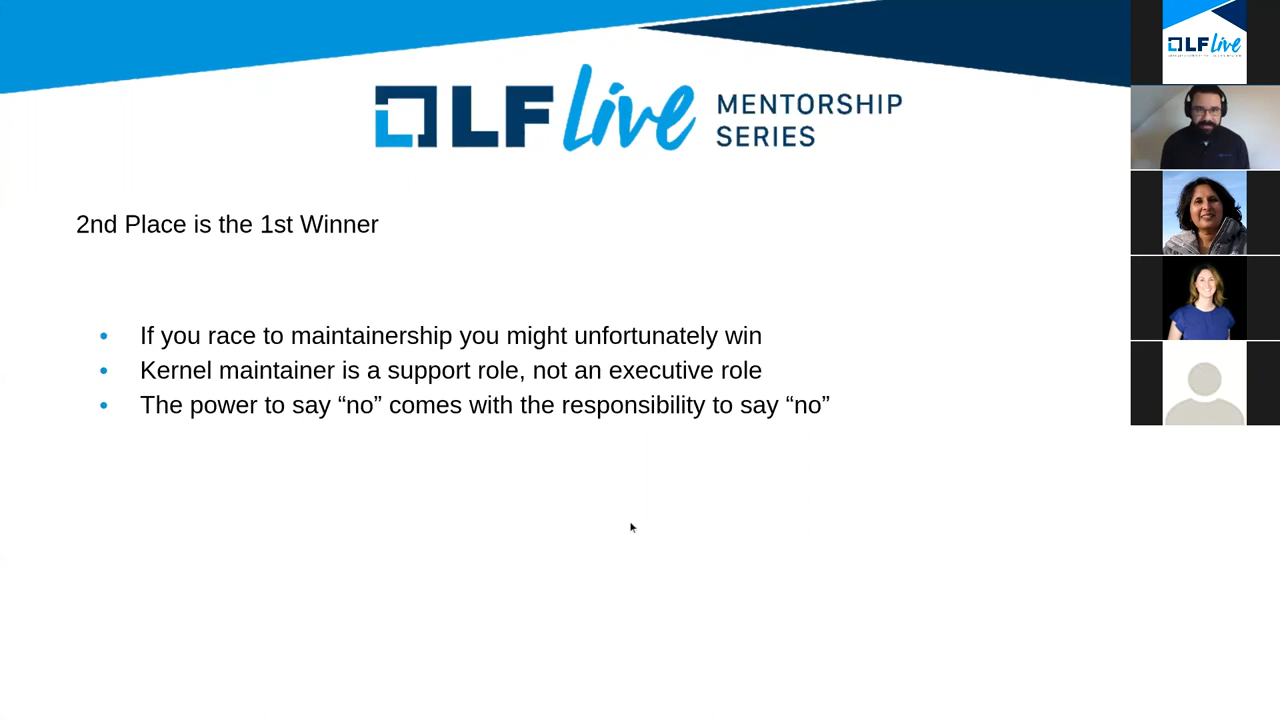 LF Live MENTORSHIP SERIES
2nd Place is the 1st Winner
If you race to maintainership you might unfortunately win
Kernel maintainer is a support role, not an executive role
The power to say “no” comes with the responsibility to say “no”
LF Live